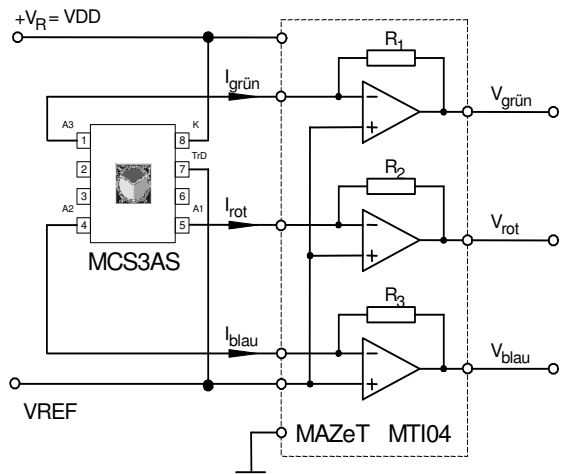 +VR = VDD
R1
Igrün
Vgrün
A3
K
1
8
TrD
2
7
3
6
A2
A1
4
5
MCS3AS
R2
Irot
Vrot
R3
Iblau
Vblau
VREF
MAZeT MTI04
− + − + − +